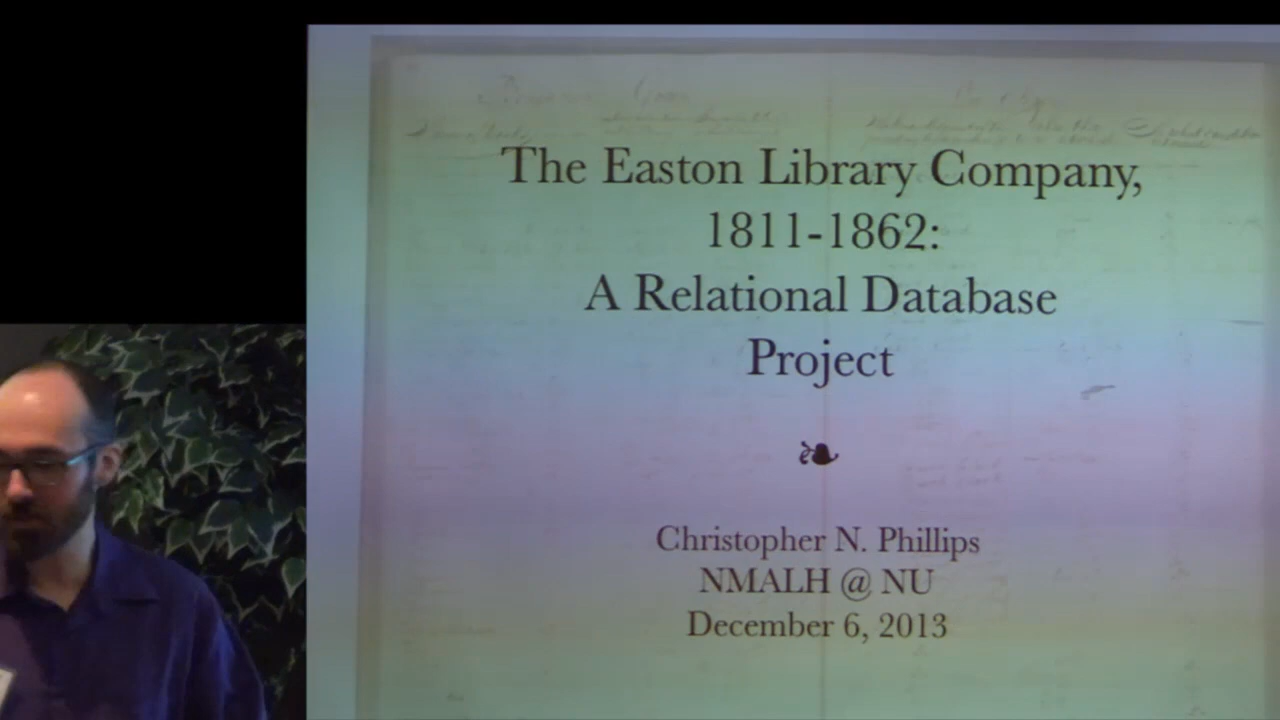 The Easton Library Company,
1811-1862:
A Relational Database
Project
Christopher N. Phillips
NMALH @ NU
December 6, 2013